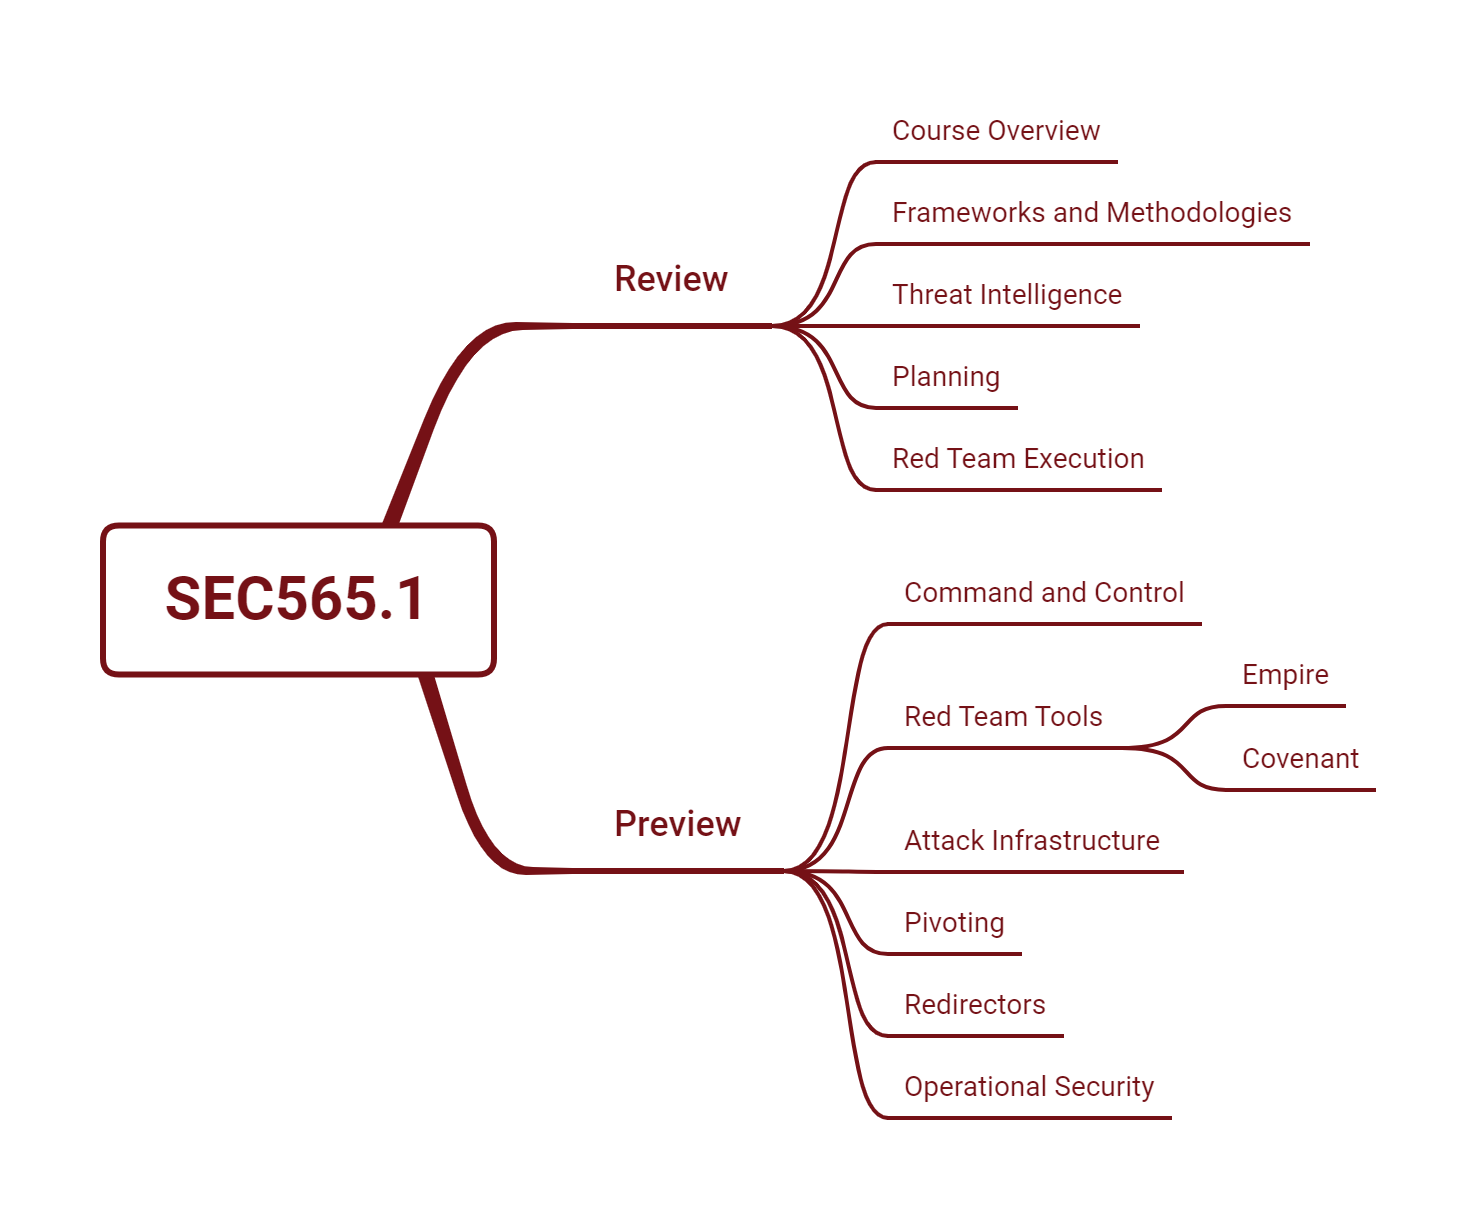 Course Overview
Frameworks and Methodologies
Review
Threat Intelligence
Planning
Red Team Execution
SEC565.1
Command and Control
Empire
Red Team Tools
Covenant
Preview
Attack Infrastructure
Pivoting
Redirectors
Operational Security